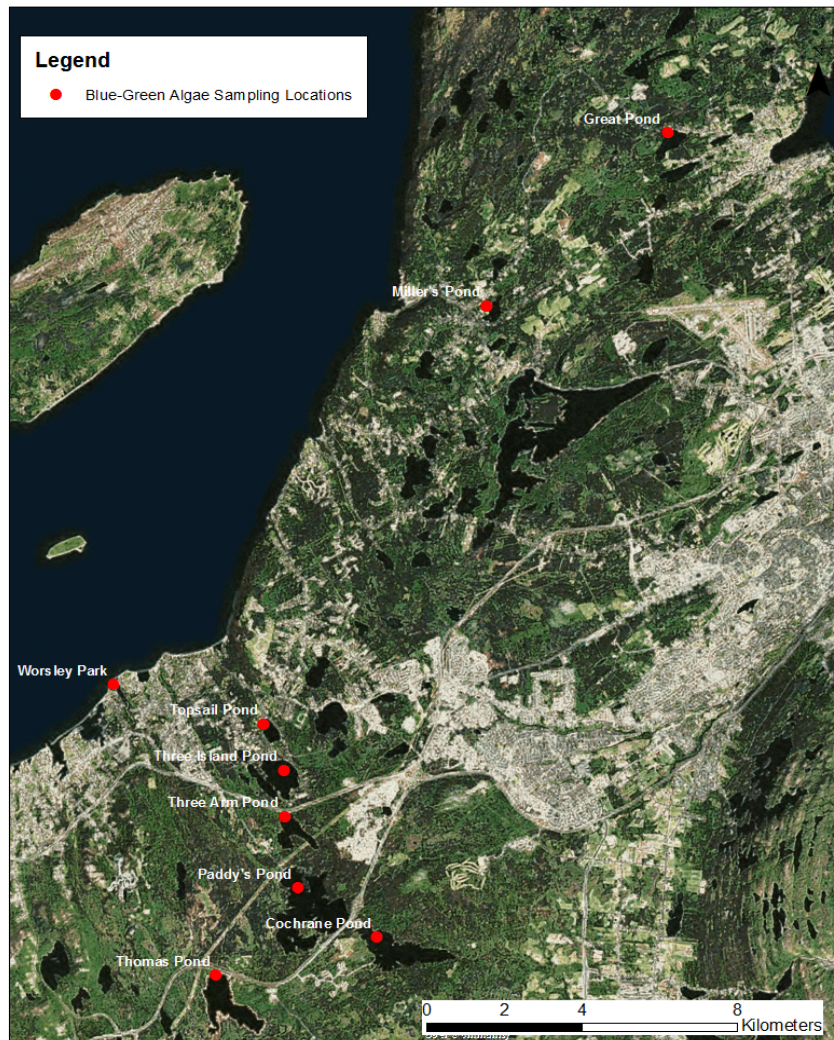 Legend
Blue-Green Algae Sampling Locations
Great Pond
Miller's Pond
Worsley Park
Topsail Pond
Three Island Pond
Three Arm Pond
Paddy's Pond
Cochrane Pond
Thomas Pond
0 2 4 8
Kilometers